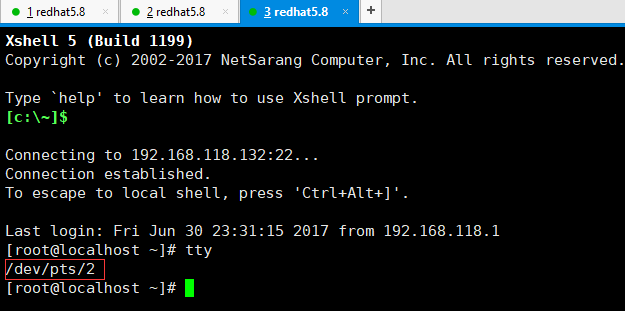 1 redhat5.8 × 2 redhat5.8 × 3 redhat5.8 × +
Xshell 5 (Build 1199)
Copyright (c) 2002-2017 NetSarang Computer, Inc. All rights reserved.
Type `help' to learn how to use Xshell prompt.
[c:\~]$
Connecting to 192.168.118.132:22...
Connection established.
To escape to local shell, press 'Ctrl+Alt+]'.
Last login: Fri Jun 30 23:31:15 2017 from 192.168.118.1
[root@localhost ~]# tty
/dev/pts/2
[root@localhost ~]#